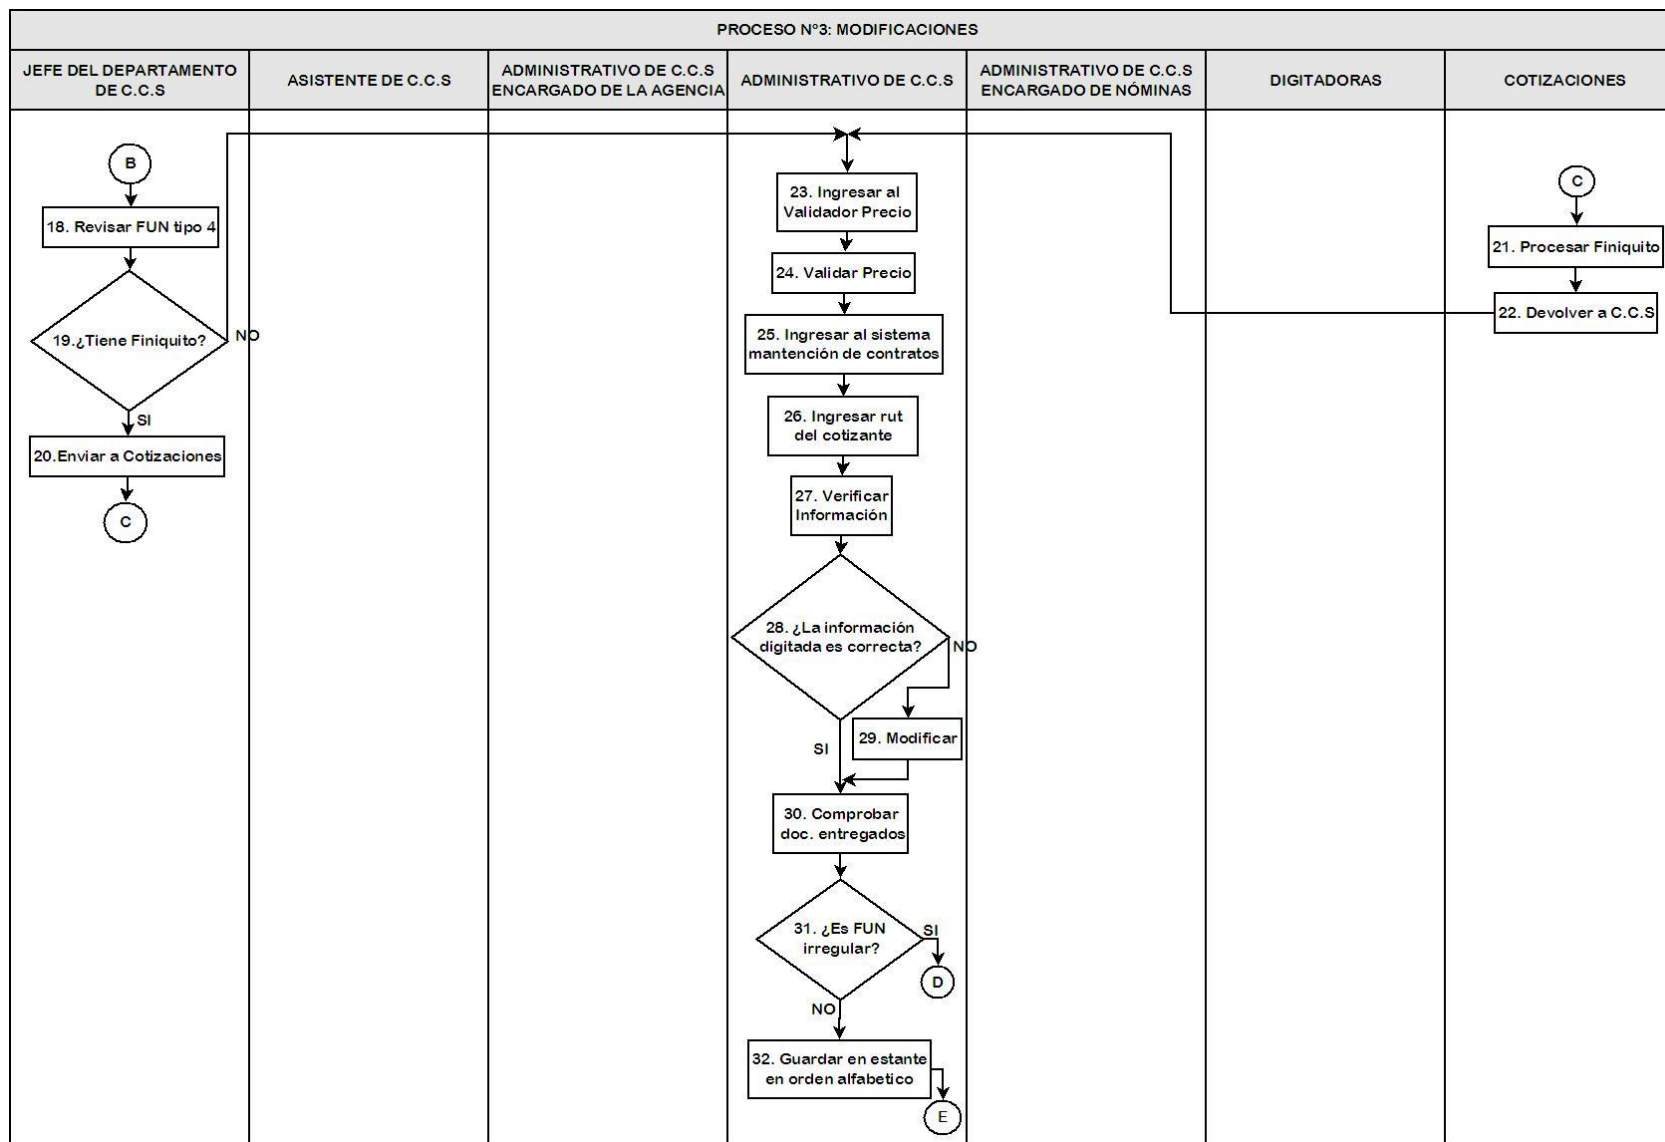 PROCESO Nº3: MODIFICACIONES
JEFE DEL DEPARTAMENTO
DE C.C.S
ASISTENTE DE C.C.S
ADMINISTRATIVO DE C.C.S
ENCARGADO DE LA AGENCIA
ADMINISTRATIVO DE C.C.S
ADMINISTRATIVO DE C.C.S
ENCARGADO DE NÓMINAS
DIGITADORAS
COTIZACIONES
B
18. Revisar FUN tipo 4
19.¿Tiene Finiquito?
NO
SI
20.Enviar a Cotizaciones
C
23. Ingresar al
Validador Precio
24. Validar Precio
25. Ingresar al sistema
mantención de contratos
26. Ingresar rut
del cotizante
27. Verificar
Información
28. ¿La información
digitada es correcta?
NO
SI
29. Modificar
30. Comprobar
doc. entregados
31. ¿Es FUN
irregular?
SI
D
NO
32. Guardar en estante
en orden alfabetico
E
C
21. Procesar Finiquito
22. Devolver a C.C.S